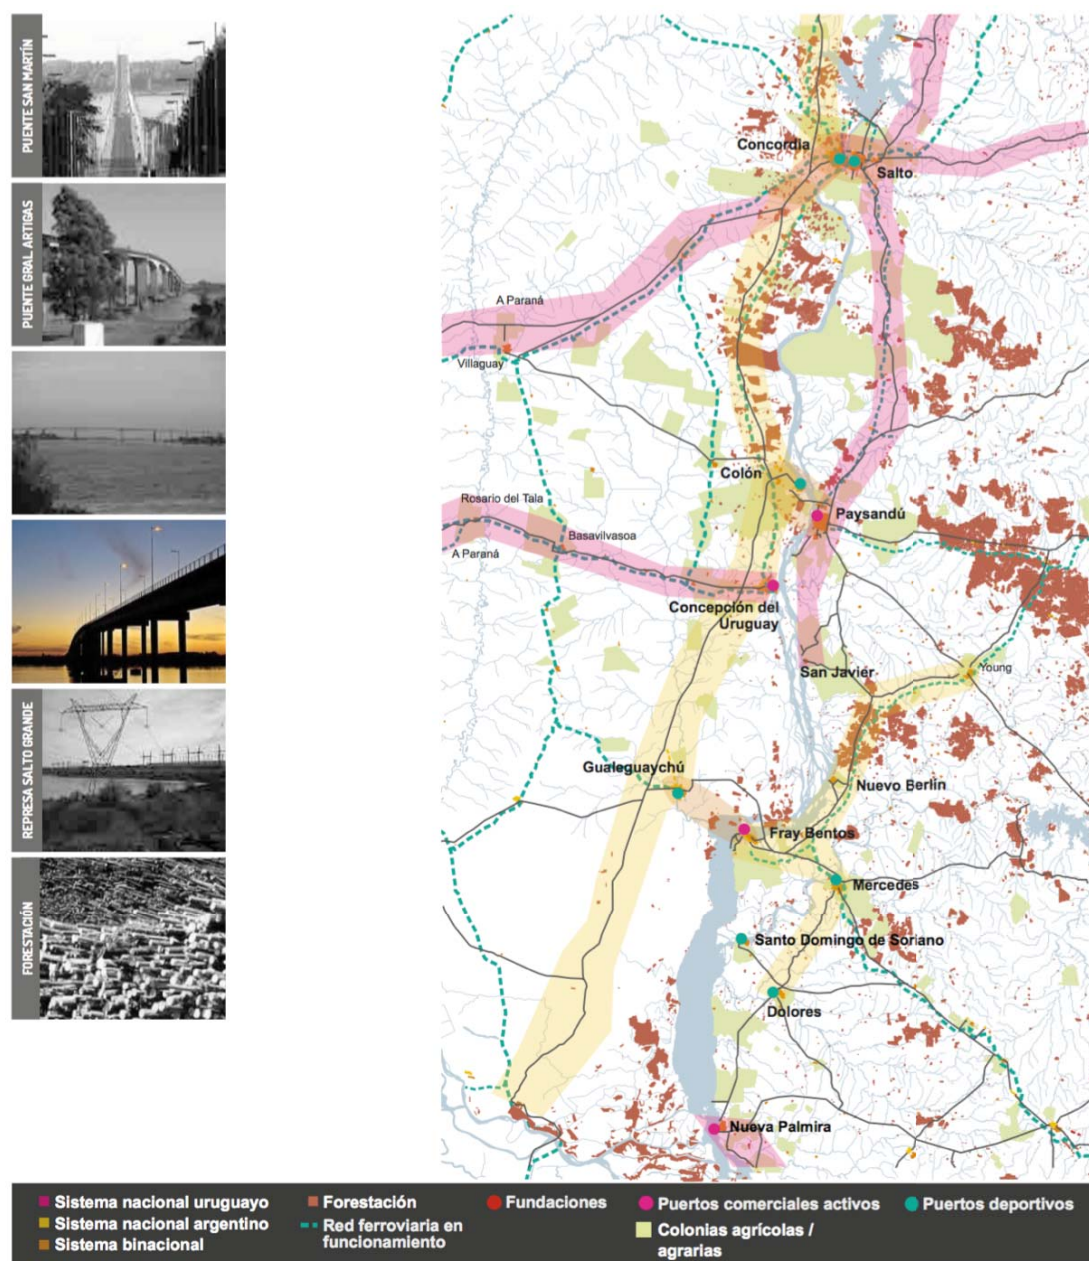 PUENTE SAN MARTÍN
PUENTE GRAL ARTIGAS
REPRESA SALTO GRANDE
FORESTACIÓN
Concordia
Salto
A Paraná
Villaguay
Colón
Rosario del Tala
Paysandú
Basavilvasoa
A Paraná
Concepción del
Uruguay
San Javier
Young
Gualeguaychú
Nuevo Berlín
Fray Bentos
Mercedes
Santo Domingo de Soriano
Dolores
Nueva Palmira
Sistema nacional uruguayo
Sistema nacional argentino
Sistema binacional
Forestación
Red ferroviaria en
funcionamiento
Fundaciones
Puertos comerciales activos
Colonias agrícolas /
agrarias
Puertos deportivos